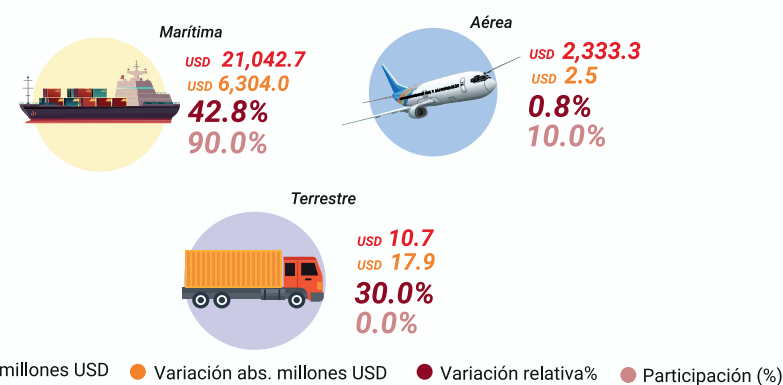 Marítima
USD 21,042.7
USD 6,304.0
42.8%
90.0%
Aérea
USD 2,333.3
USD 2.5
0.8%
10.0%
Terrestre
USD 10.7
USD 17.9
30.0%
0.0%
millones USD
Variación abs. millones USD
Variación relativa%
Participación (%)